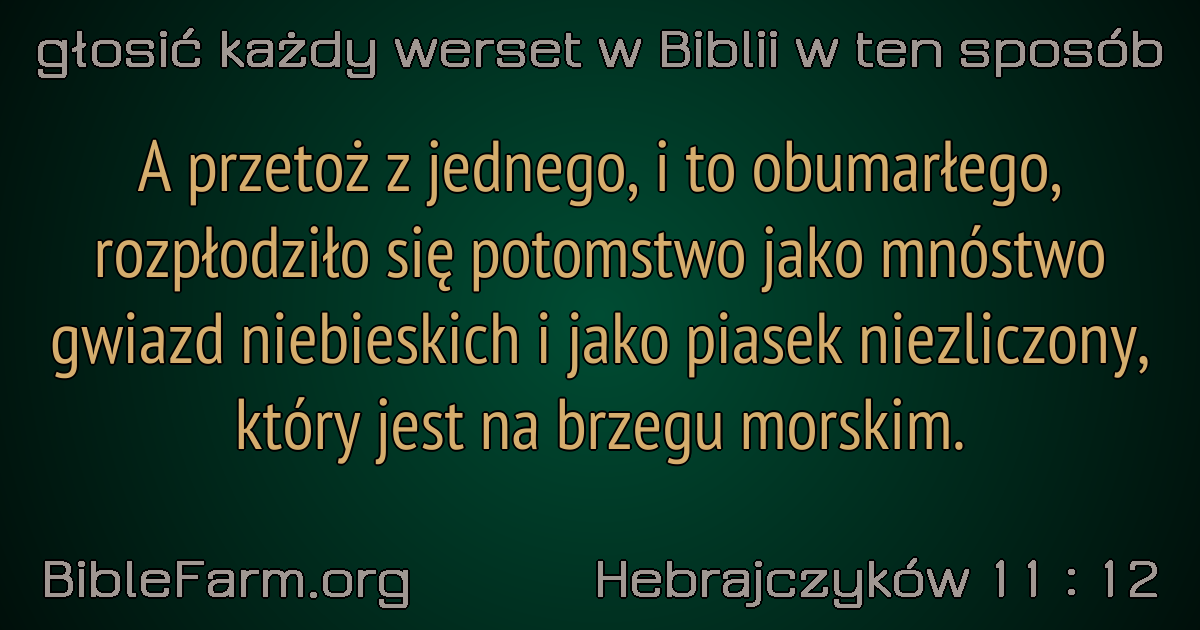 głosić każdy werset w Biblii w ten sposób
A przetoż z jednego, i to obumarłego,
rozpłodziło się potomstwo jako mnóstwo
gwiazd niebieskich i jako piasek niezliczony,
który jest na brzegu morskim.
BibleFarm.org
Hebrajczyków 11 : 12